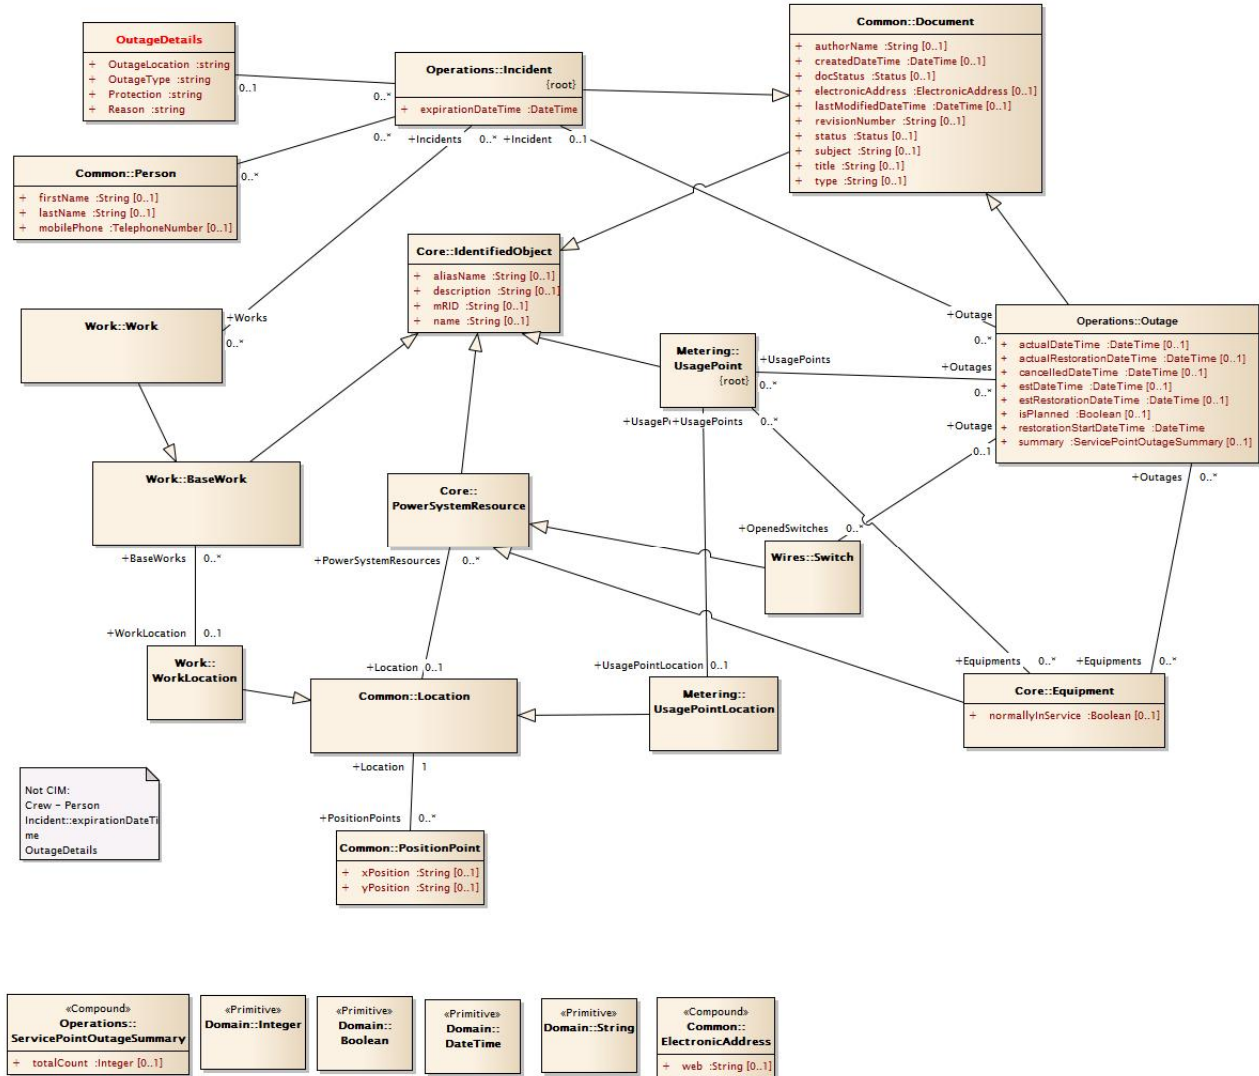 OutageDetails
+ OutageLocation :string
+ OutageType :string
+ Protection :string
+ Reason :string
0..1
0..*
Operations::Incident
{root}
+ expirationDateTime :DateTime
Common::Document
+ authorName :String [0..1]
+ createdDateTime :DateTime [0..1]
+ docStatus :Status [0..1]
+ electronicAddress :ElectronicAddress [0..1]
+ lastModifiedDateTime :DateTime [0..1]
+ revisionNumber :String [0..1]
+ status :Status [0..1]
+ subject :String [0..1]
+ title :String [0..1]
+ type :String [0..1]
0..* +Incidents 0..* +Incident 0..1
Common::Person
+ firstName :String [0..1]
+ lastName :String [0..1]
+ mobilePhone :TelephoneNumber [0..1]
0..*
Core::IdentifiedObject
+ aliasName :String [0..1]
+ description :String [0..1]
+ mRID :String [0..1]
+ name :String [0..1]
Work::Work
+Works
0..*
Metering::
UsagePoint
{root}
+UsagePoints
0..*
+Outage
0..*
+Outages
0..*
+Outage
0..1
Operations::Outage
+ actualDateTime :DateTime [0..1]
+ actualRestorationDateTime :DateTime [0..1]
+ cancelledDateTime :DateTime [0..1]
+ estDateTime :DateTime [0..1]
+ estRestorationDateTime :DateTime [0..1]
+ isPlanned :Boolean [0..1]
+ restorationStartDateTime :DateTime
+ summary :ServicePointOutageSummary [0..1]
+UsageP +UsagePoints 0..*
+Outages 0..*
Work::BaseWork
+BaseWorks 0..*
Core::
PowerSystemResource
+PowerSystemResources 0..*
+OpenedSwitches 0..*
Wires::Switch
+WorkLocation 0..1
Work::
WorkLocation
+Location 0..1
Common::Location
+UsagePointLocation 0..1
Metering::
UsagePointLocation
+Equipments 0..* +Equipments 0..*
Core::Equipment
+ normallyInService :Boolean [0..1]
+Location 1
+PositionPoints 0..*
Common::PositionPoint
+ xPosition :String [0..1]
+ yPosition :String [0..1]
Not CIM:
Crew - Person
Incident::expirationDateTi
me
OutageDetails
«Compound»
Operations::
ServicePointOutageSummary
+ totalCount :Integer [0..1]
«Primitive»
Domain::Integer
«Primitive»
Domain::
Boolean
«Primitive»
Domain::
DateTime
«Primitive»
Domain::String
«Compound»
Common::
ElectronicAddress
+ web :String [0..1]